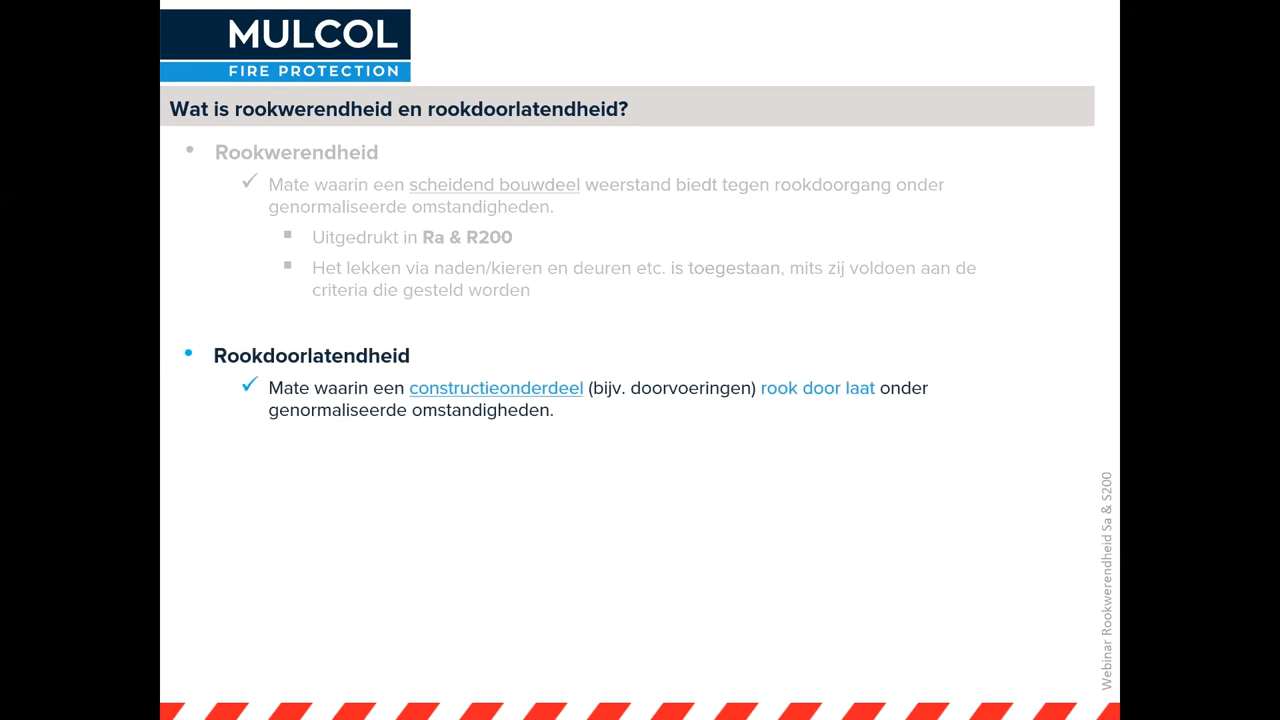 MULCOL
FIRE PROTECTION
Wat is rookwerendheid en rookdoorlatendheid?
• Rookwerendheid
✓ Mate waarin een scheidend bouwdeel weerstand biedt tegen rookdoorgang onder
genormaliseerde omstandigheden.
▪ Uitgedrukt in Ra & R200
▪ Het lekken via naden/kieren en deuren etc. is toegestaan, mits zij voldoen aan de
criteria die gesteld worden
• Rookdoorlatendheid
✓ Mate waarin een constructieonderdeel (bijv. doorvoeringen) rook door laat onder
genormaliseerde omstandigheden.
Webinar Rookwerendheid Sa & S200